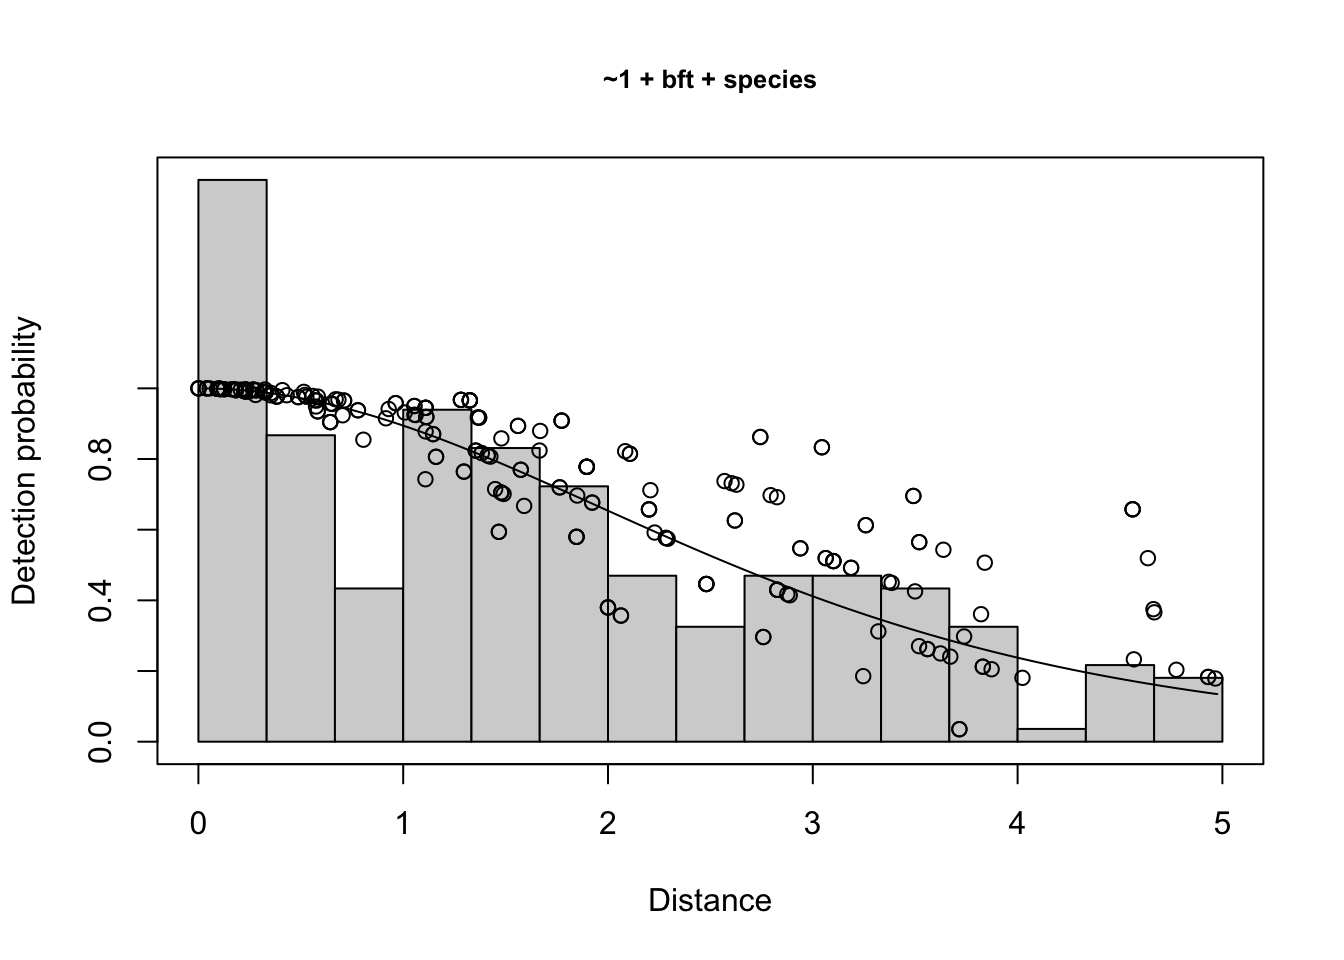 ~1 + bft + species
Detection probability
0.8
0.4
0.0
0 1 2 3 4 5
Distance